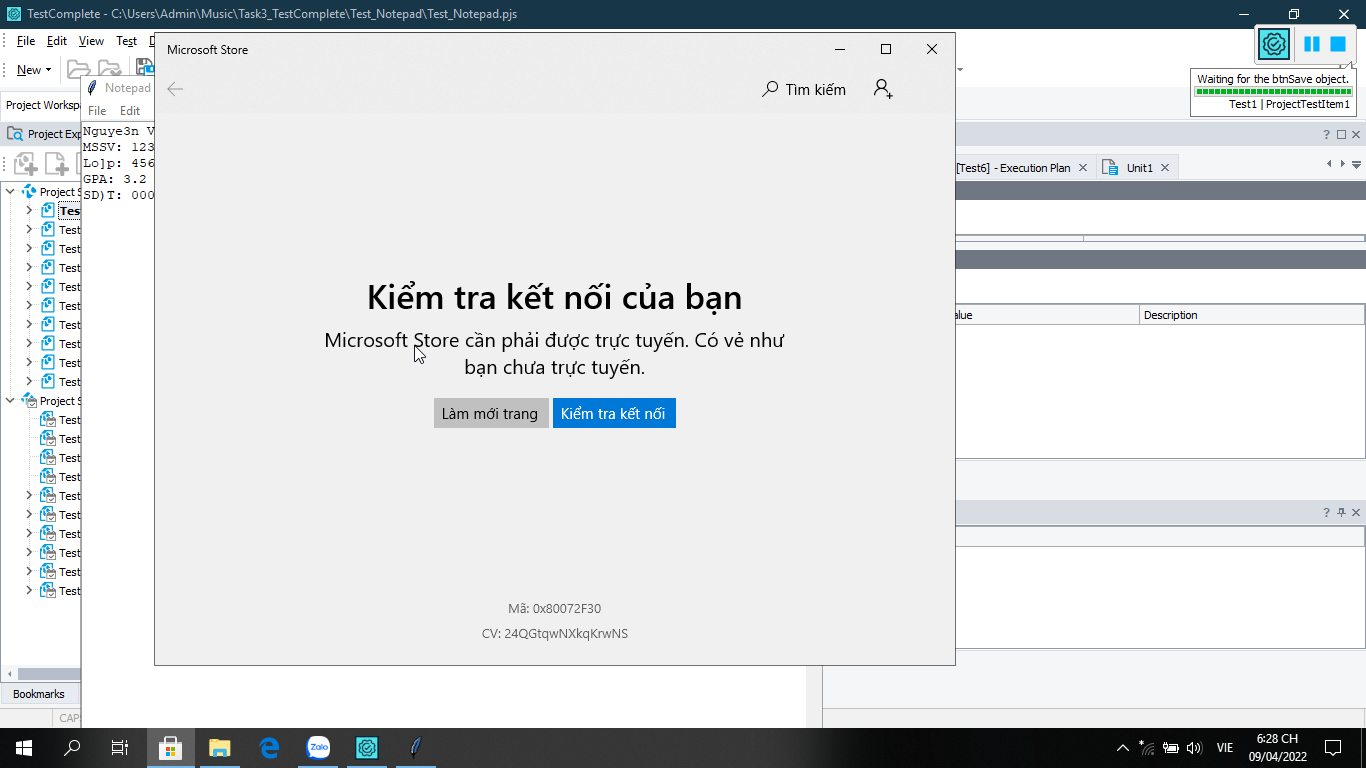 TestComplete - C:\Users\Admin\Music\Task3_TestComplete\Test_Notepad\Test_Notepad.pjs
File Edit View Test
New
Waiting for the btnSave object.
Test1 | ProjectTestItem1
Microsoft Store
Tìm kiếm
Notepad
File Edit
Project Worksp
Project Exp
Nguye3n V
MSSV: 123
Lo]p: 456
GPA: 3.2
SD)T: 000
[Test6] - Execution Plan
Unit1
Project S
Tes
Test
Test
Test
Test
Test
Test
Test
Test
Test
Project S
Test
Test
Test
Test
Test
Test
Test
Test
Test
Test
Description
Kiểm tra kết nối của bạn
Microsoft Store cần phải được trực tuyến. Có vẻ như
bạn chưa trực tuyến.
Làm mới trang
Kiểm tra kết nối
Mã: 0x80072F30
CV: 24QGtqwNXkqKrwNS
Bookmarks
CAP
Zalo
VIE
6:28 CH
09/04/2022